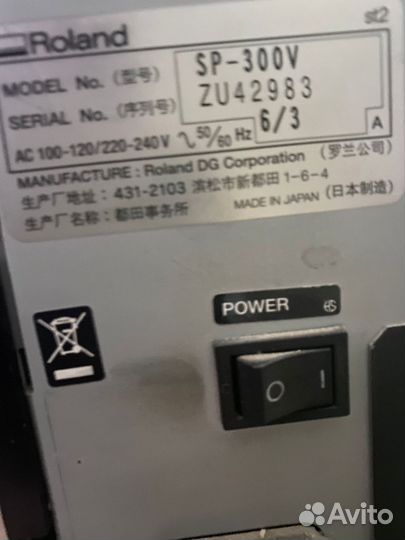 st2
Roland
MODEL No. (型号) SP-300V
SERIAL No. (序列号) ZU42983
AC 100-120/220-240V 50/60 Hz 6/3 A
MANUFACTURE : Roland DG Corporation (罗兰公司)
生产厂地址: 431-2103 浜松市新都田 1-6-4
生产厂名称: 都田事务所 MADE IN JAPAN (日本制造)
POWER
O I
Avito